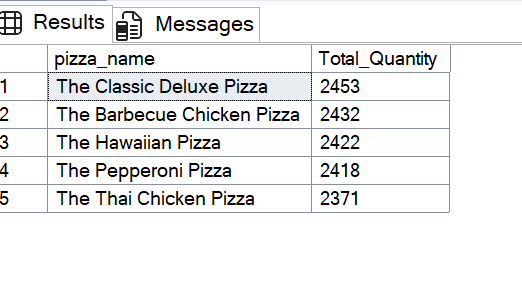 Results Messages
pizza_name Total_Quantity
1 The Classic Deluxe Pizza 2453
2 The Barbecue Chicken Pizza 2432
3 The Hawaiian Pizza 2422
4 The Pepperoni Pizza 2418
5 The Thai Chicken Pizza 2371